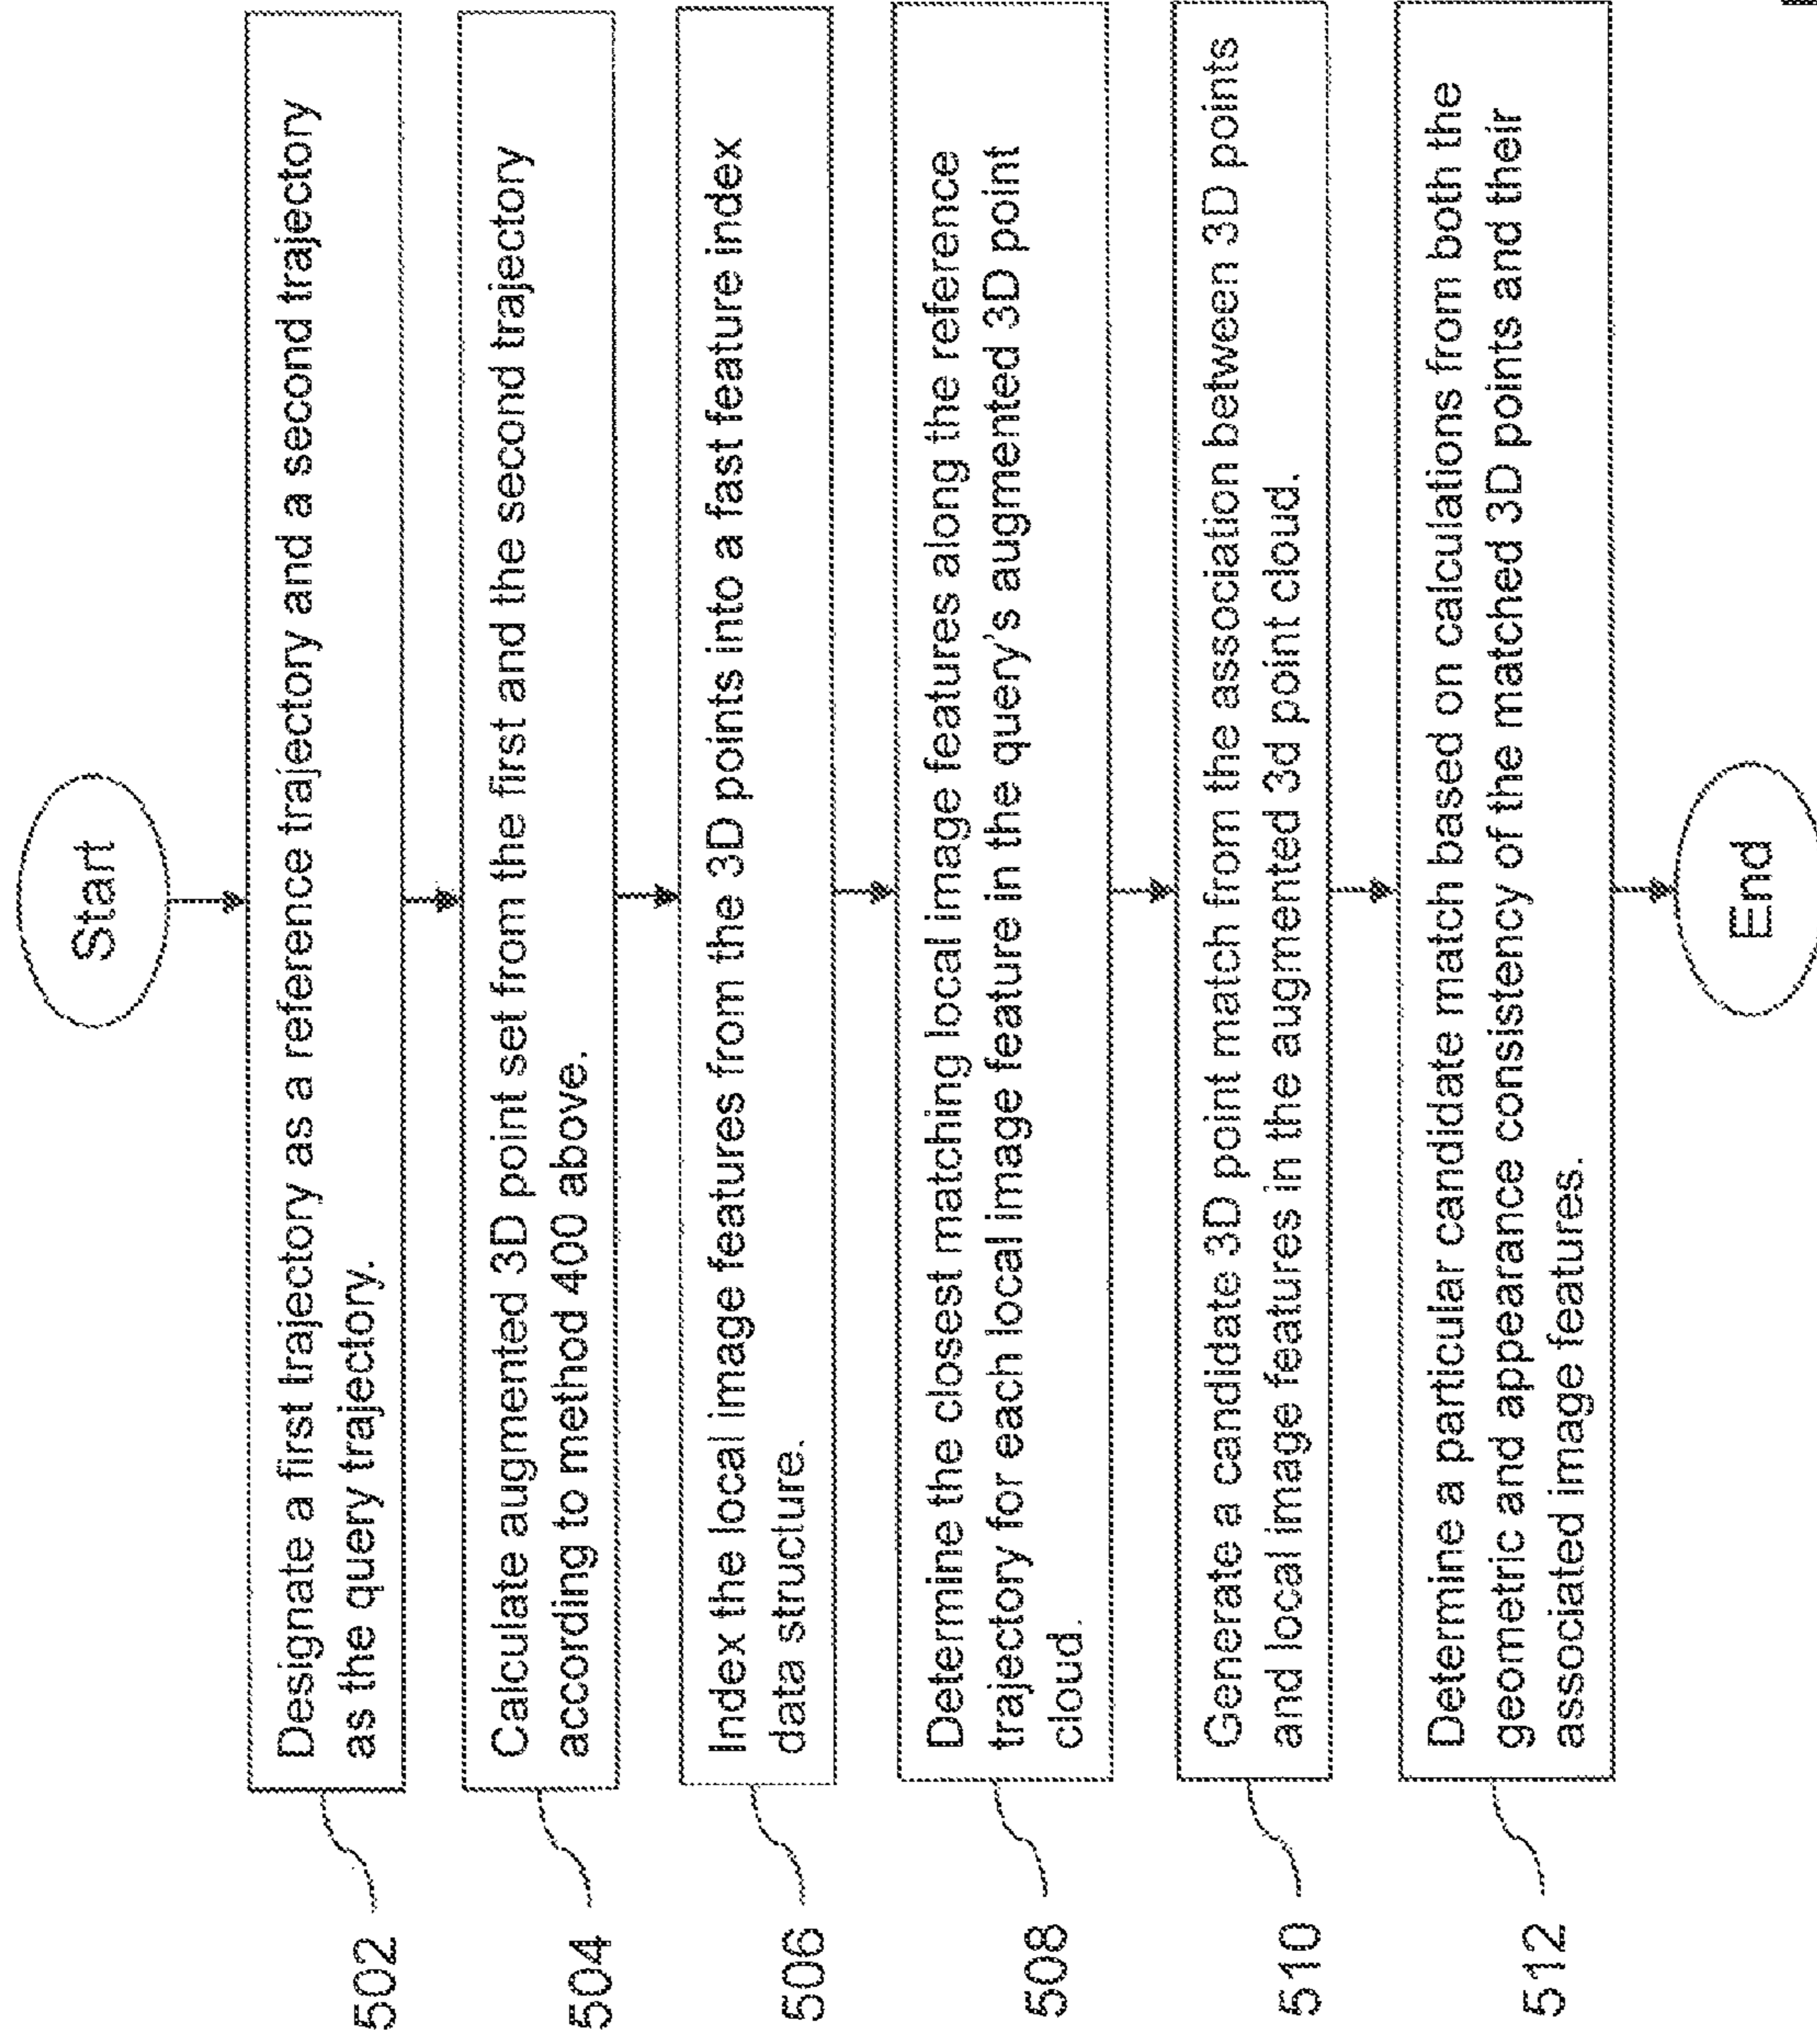 Start
502
Designate a first trajectory as a reference trajectory and a second trajectory
as the query trajectory.
504
Calculate augmented 3D point set from the first and the second trajectory
according to method 400 above.
506
Index the local image features from the 3D points into a fast feature index
data structure.
508
Determine the closest matching local image features along the reference
trajectory for each local image feature in the query's augmented 3D point
cloud.
510
Generate a candidate 3D point match from the association between 3D points
and local image features in the augmented 3d point cloud.
512
Determine a particular candidate match based on calculations from both the
geometric and appearance consistency of the matched 3D points and their
associated image features.
End